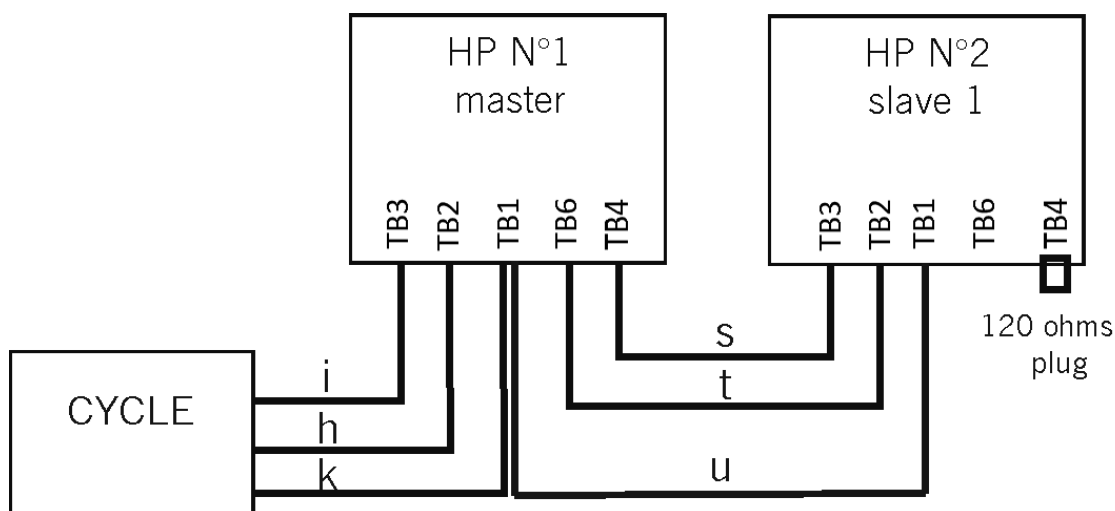 HP N°1
master
TB3
TB2
TB1
TB6
TB4
HP N°2
slave 1
TB3
TB2
TB1
TB6
TB4
120 ohms
plug
CYCLE
i
h
k
s
t
u